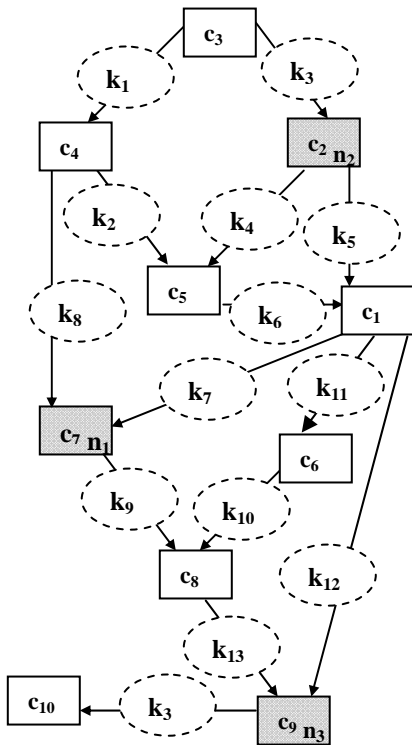 c₃
k₁
k₃
c₄
c₂ n₂
k₂
k₄
k₅
c₅
k₈
k₆
c₁
k₇
k₁₁
c₇ n₁
c₆
k₉
k₁₀
c₈
k₁₂
k₁₃
c₁₀
k₃
c₉ n₃